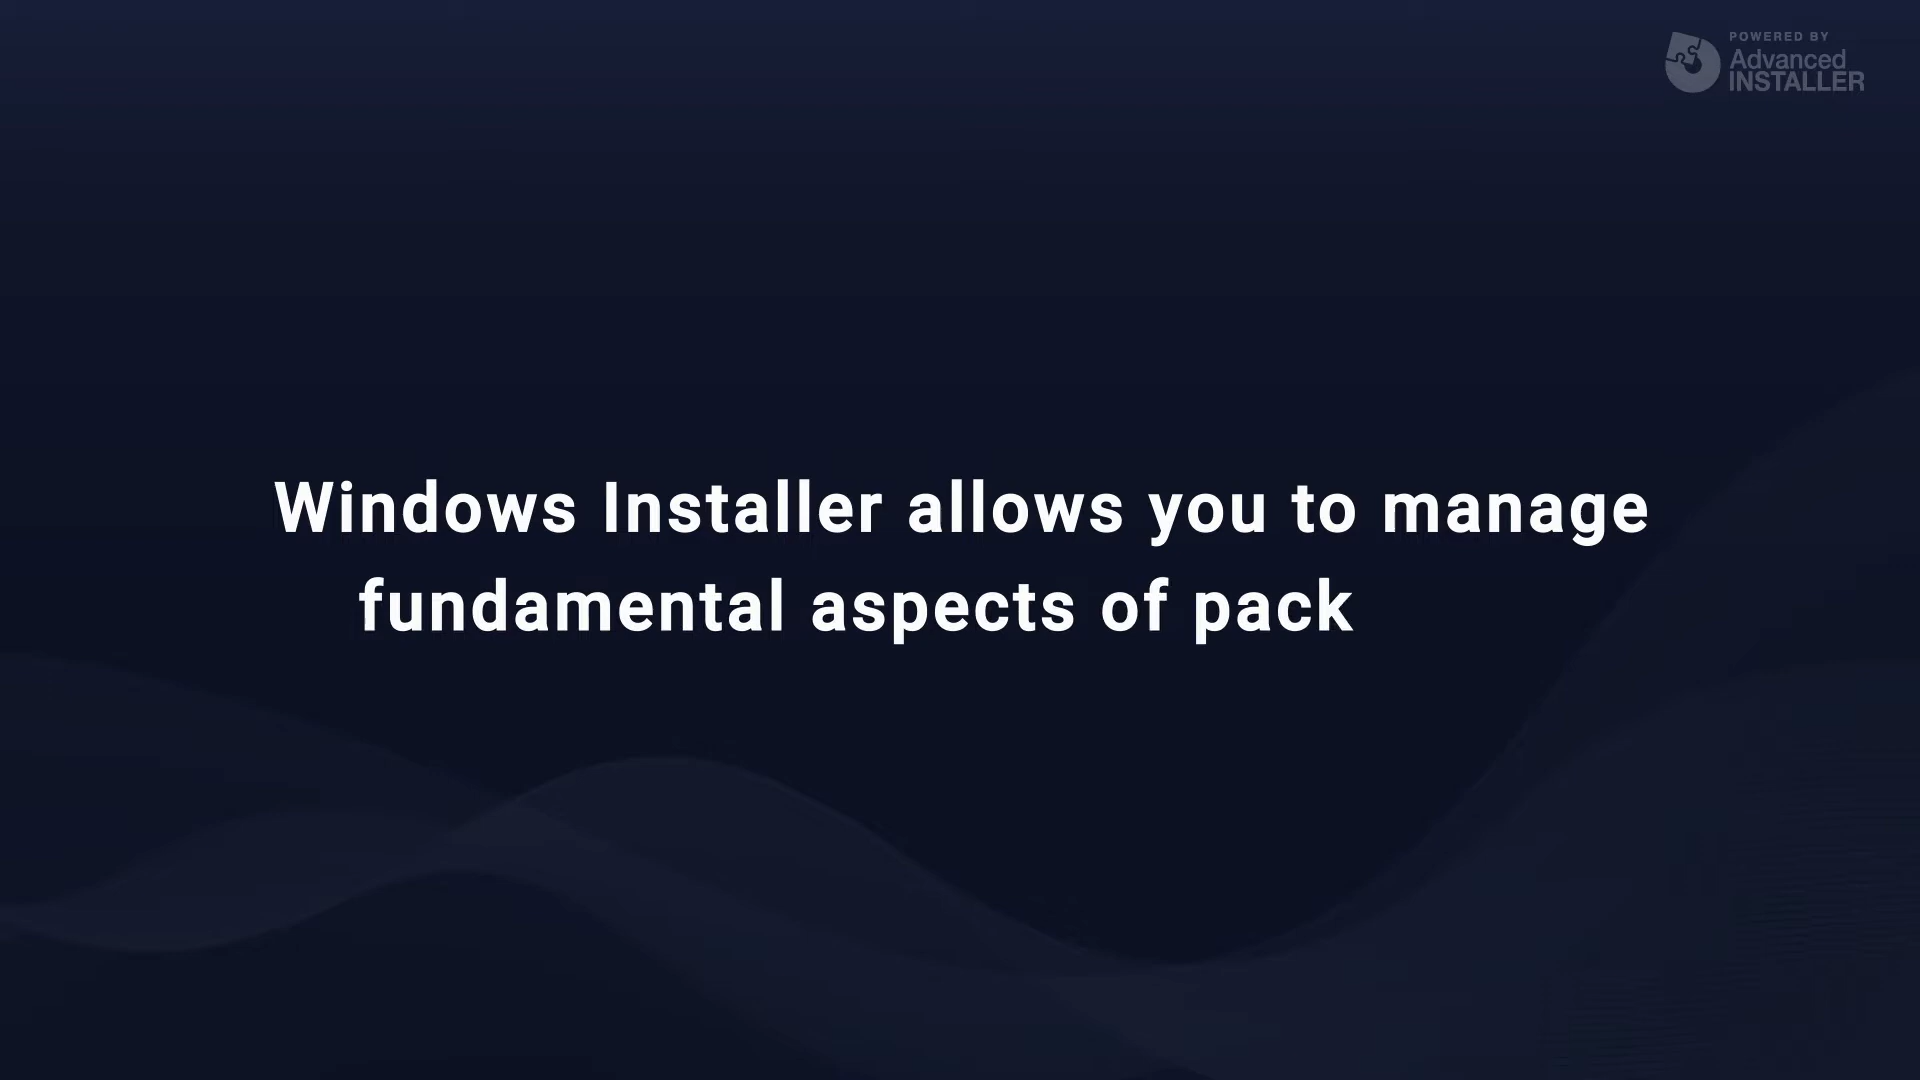 POWERED BY
Advanced
INSTALLER
Windows Installer allows you to manage
fundamental aspects of pack